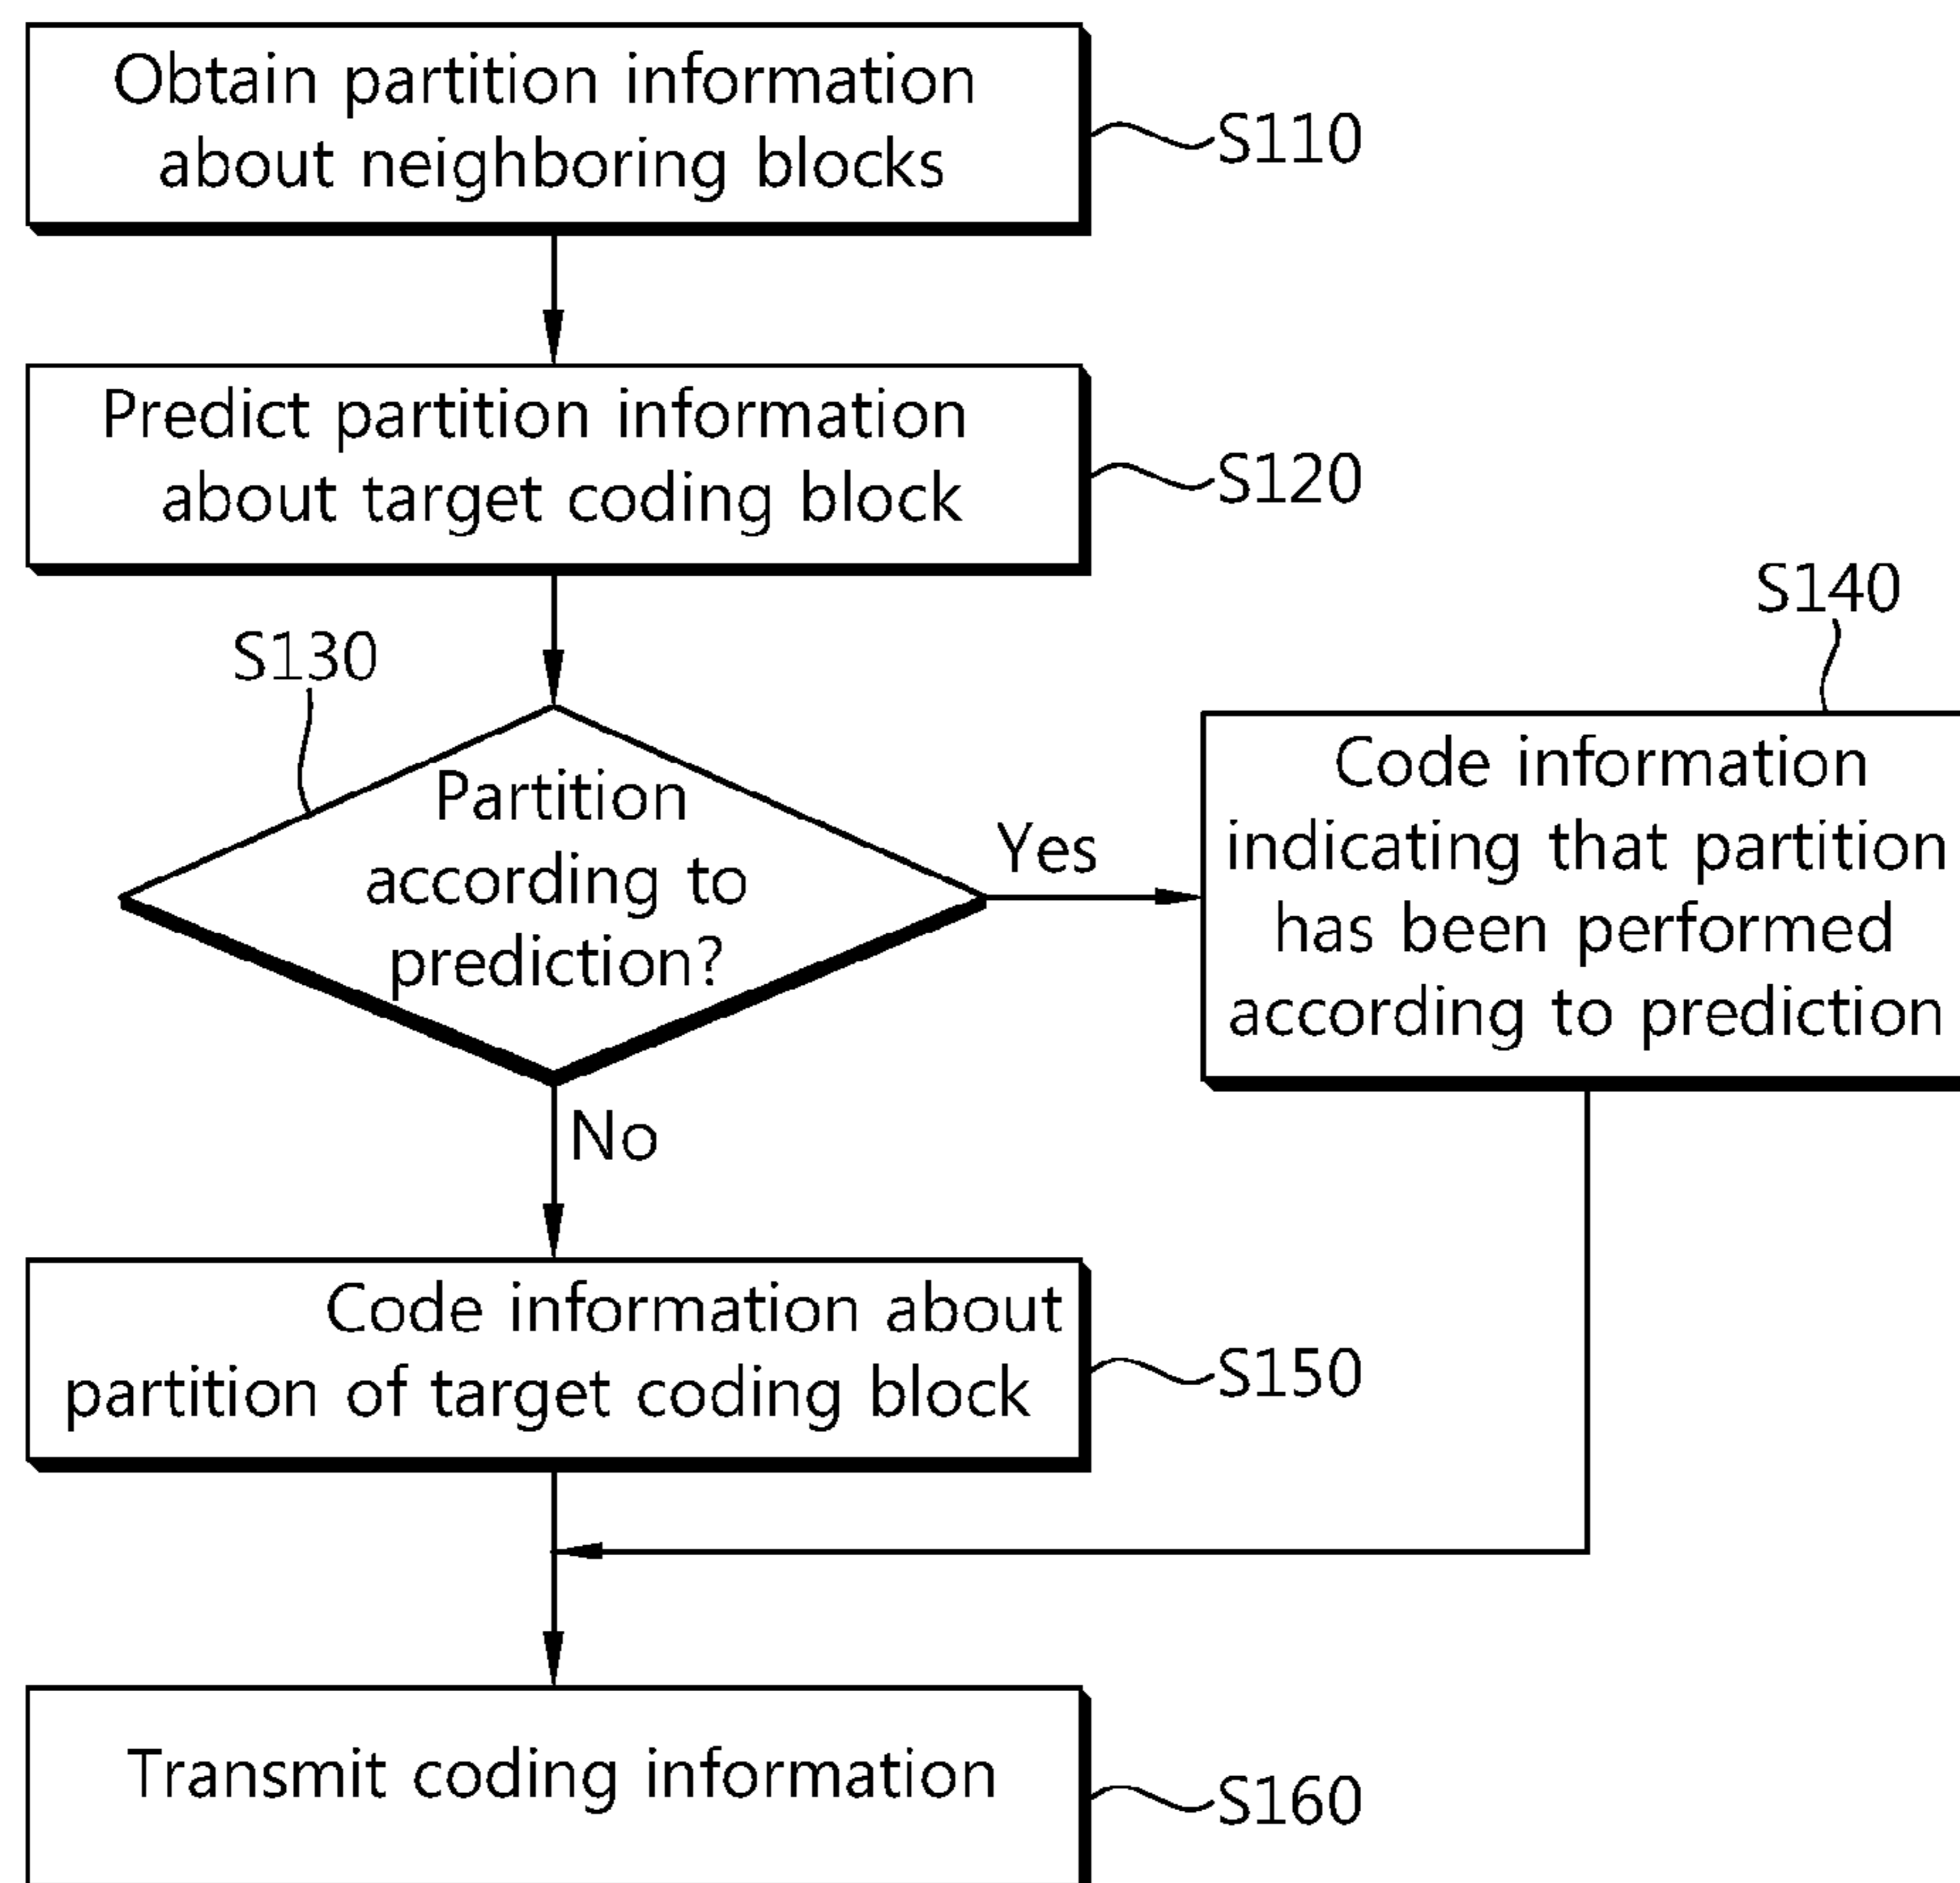 Obtain partition information
about neighboring blocks
S110
Predict partition information
about target coding block
S120
S130
Partition
according to
prediction?
Yes
No
S140
Code information
indicating that partition
has been performed
according to prediction
Code information about
partition of target coding block
S150
Transmit coding information
S160